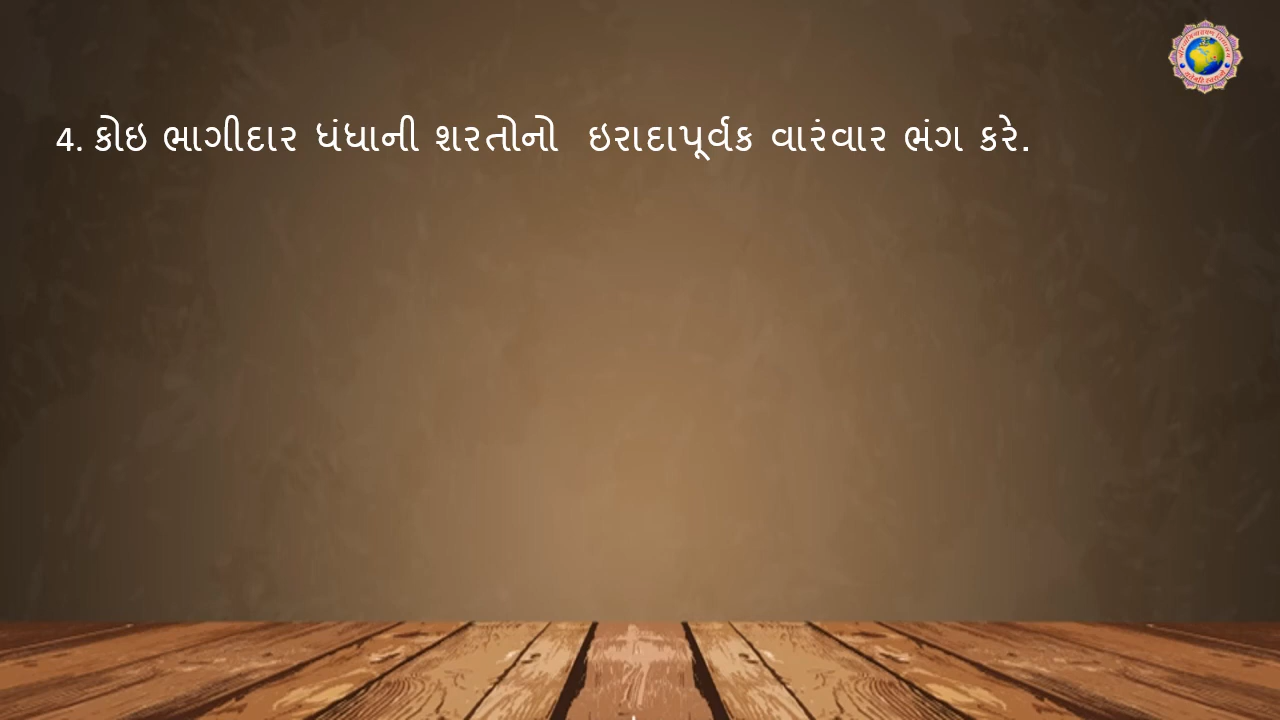 4. કોઇ ભાગીદાર ધંધાની શરતોનો ઇરાદાપૂર્વક વારંવાર ભંગ કરે.